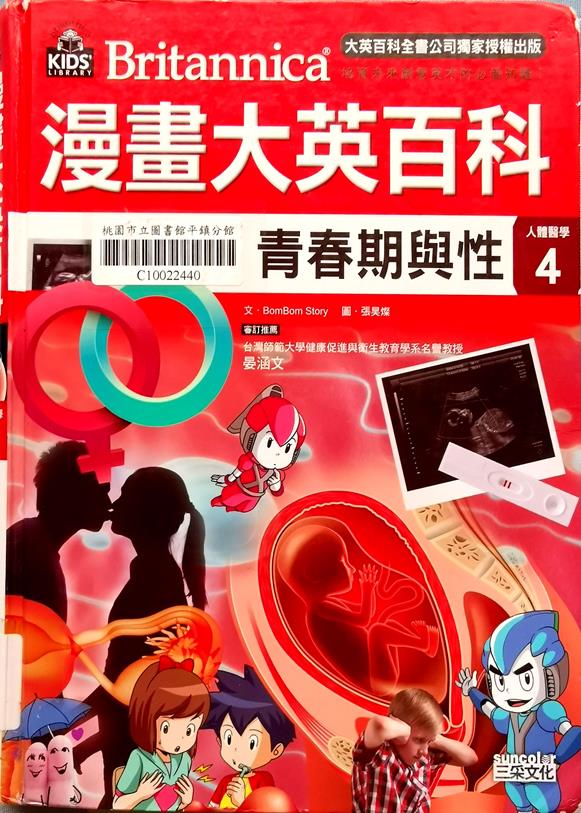 KIDS'
LIBRARY
Britannica®
大英百科全書公司獨家授權出版
漫畫大英百科
桃園市立圖書館平鎮分館
C10022440
青春期與性
人體醫學
4
文・BomBom Story 圖・張昊燦
審訂推薦
台灣師範大學健康促進與衛生教育學系名譽教授
晏涵文
suncolor
三采文化